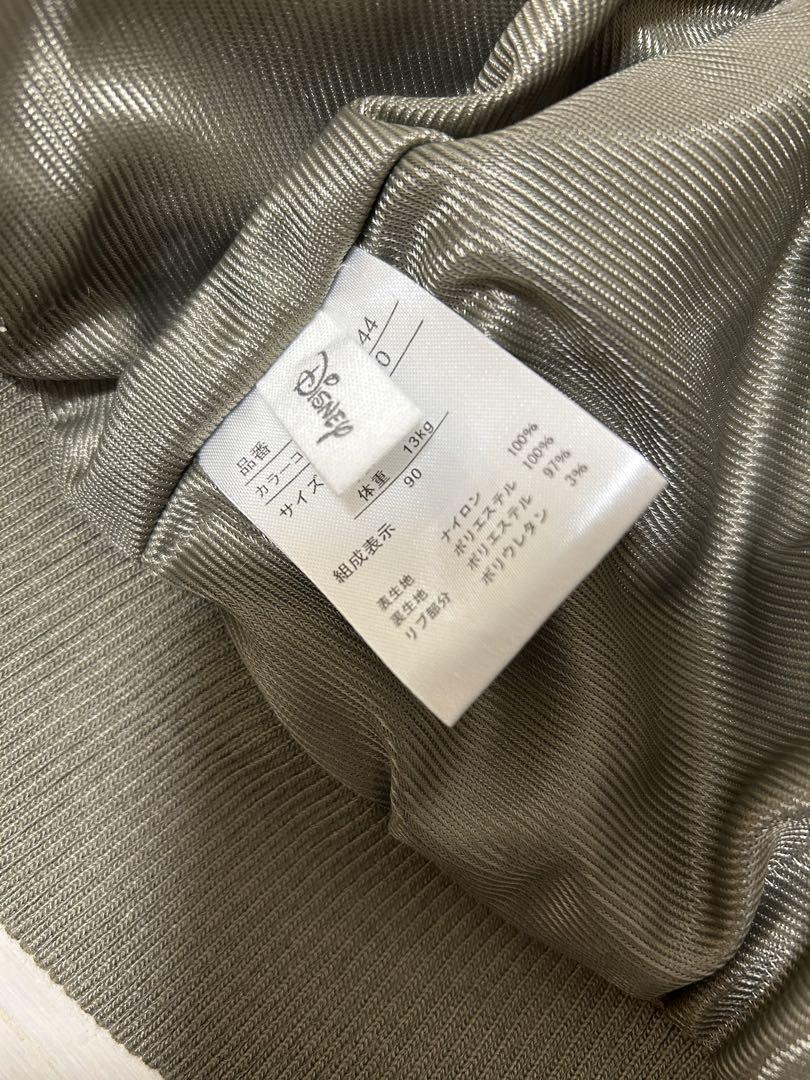 品番 44
カラーコ 0
サイズ
体重 13kg
90
Disney
組成表示
表生地 ナイロン 100%
裏生地 ポリエステル 100%
リブ部分 ポリエステル 97%
ポリウレタン 3%